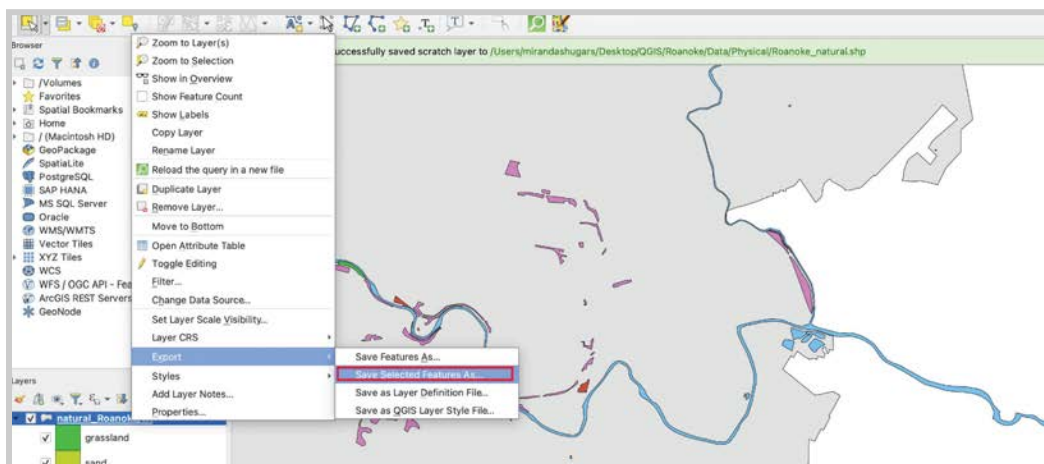 Browser
/Volumes
Favorites
Spatial Bookmarks
Home
/ (Macintosh HD)
GeoPackage
SpatiaLite
PostgreSQL
SAP HANA
MS SQL Server
Oracle
WMS/WMTS
Vector Tiles
XYZ Tiles
WCS
WFS / OGC API - Fea
ArcGIS REST Servers
GeoNode
Layers
natural_Roanok
grassland
sand
Zoom to Layer(s)
Zoom to Selection
Show in Overview
Show Feature Count
Show Labels
Copy Layer
Rename Layer
Reload the query in a new file
Duplicate Layer
Remove Layer...
Move to Bottom
Open Attribute Table
Toggle Editing
Filter...
Change Data Source...
Set Layer Scale Visibility...
Layer CRS
Export
Styles
Add Layer Notes...
Properties...
Save Features As...
Save Selected Features As...
Save as Layer Definition File...
Save as QGIS Layer Style File...
uccessfully saved scratch layer to /Users/mirandashugars/Desktop/QGIS/Roanoke/Data/Physical/Roanoke_natural.shp